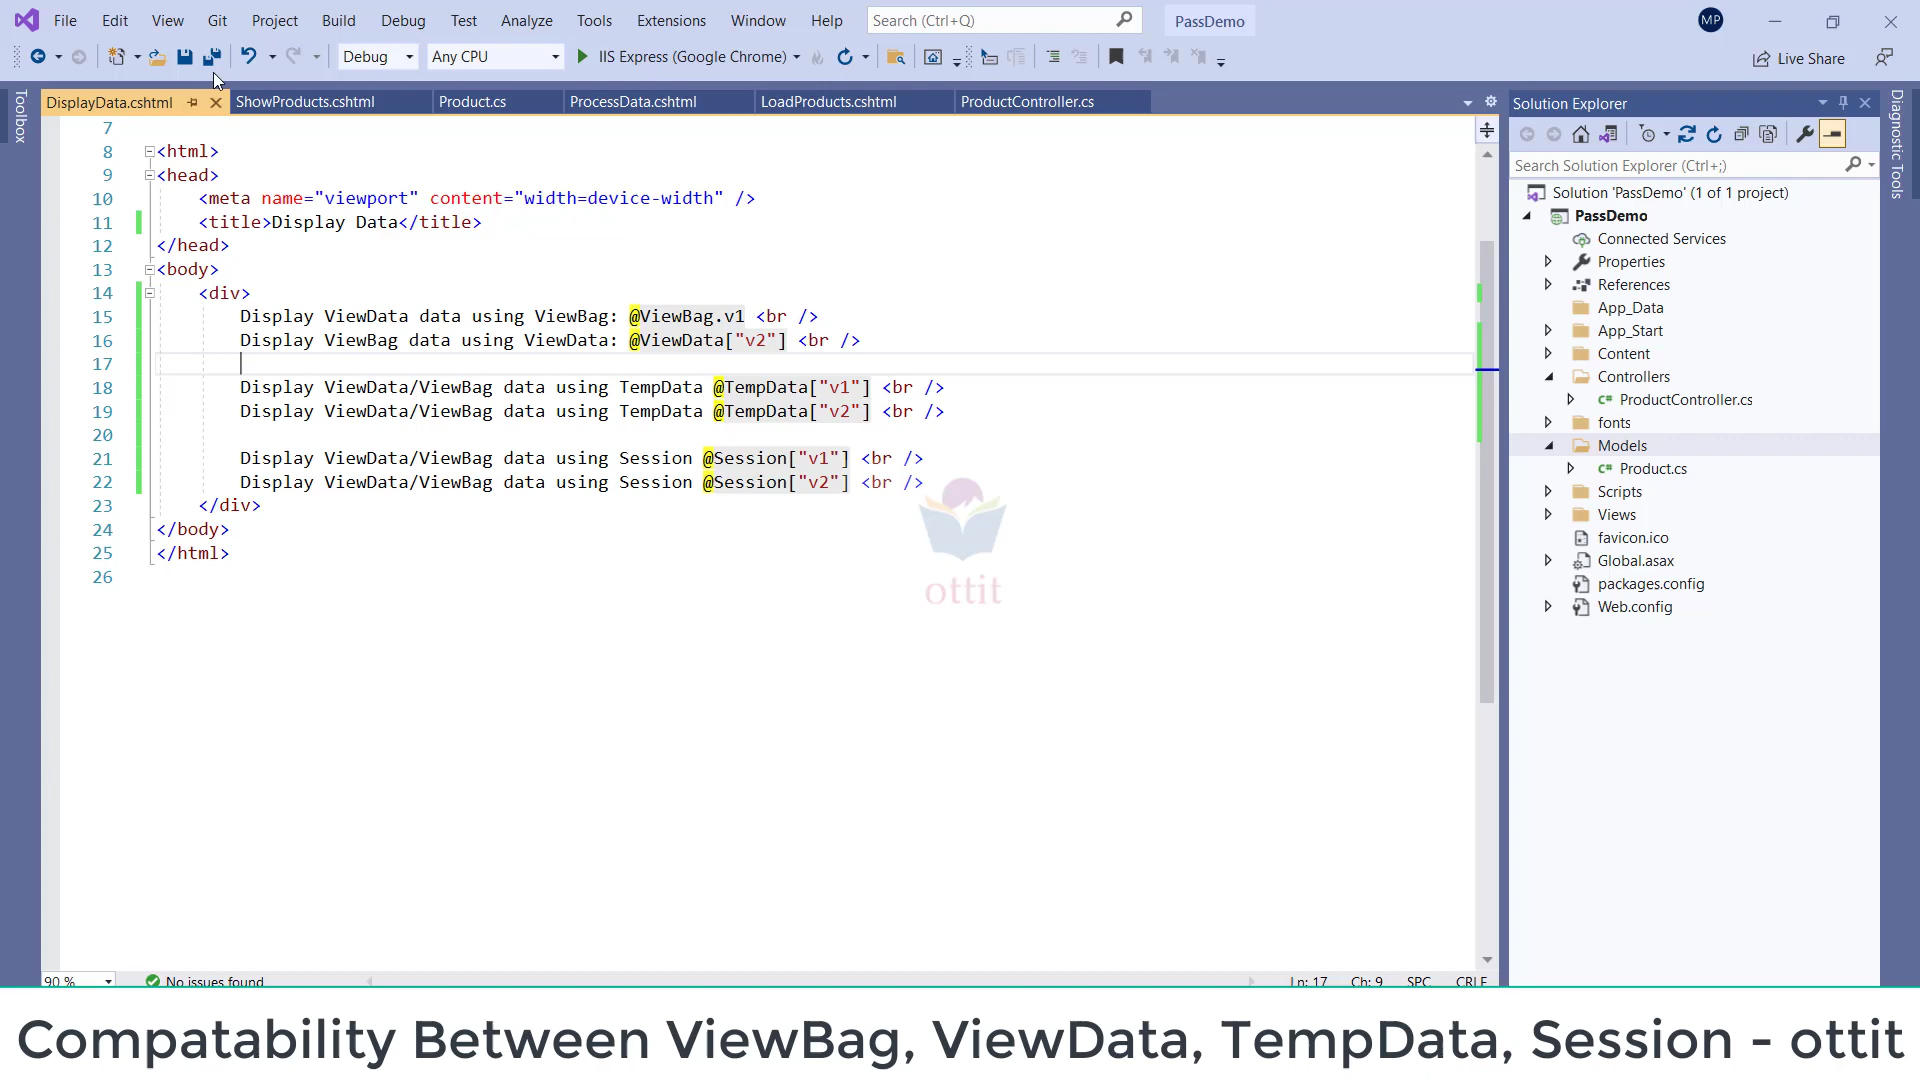 File Edit View Git Project Build Debug Test Analyze Tools Extensions Window Help Search (Ctrl+Q) PassDemo MP
Debug Any CPU IIS Express (Google Chrome) Live Share
Toolbox
DisplayData.cshtml ShowProducts.cshtml Product.cs ProcessData.cshtml LoadProducts.cshtml ProductController.cs
7
8 <html>
9 <head>
10 <meta name="viewport" content="width=device-width" />
11 <title>Display Data</title>
12 </head>
13 <body>
14 <div>
15 Display ViewData data using ViewBag: @ViewBag.v1 <br />
16 Display ViewBag data using ViewData: @ViewData["v2"] <br />
17
18 Display ViewData/ViewBag data using TempData @TempData["v1"] <br />
19 Display ViewData/ViewBag data using TempData @TempData["v2"] <br />
20
21 Display ViewData/ViewBag data using Session @Session["v1"] <br />
22 Display ViewData/ViewBag data using Session @Session["v2"] <br />
23 </div>
24 </body>
25 </html>
26
ottit
90 % No issues found Ln: 17 Ch: 9 SPC CRLF
Solution Explorer
Search Solution Explorer (Ctrl+;)
Solution 'PassDemo' (1 of 1 project)
PassDemo
Connected Services
Properties
References
App_Data
App_Start
Content
Controllers
C# ProductController.cs
fonts
Models
C# Product.cs
Scripts
Views
favicon.ico
Global.asax
packages.config
Web.config
Diagnostic Tools
Compatability Between ViewBag, ViewData, TempData, Session - ottit